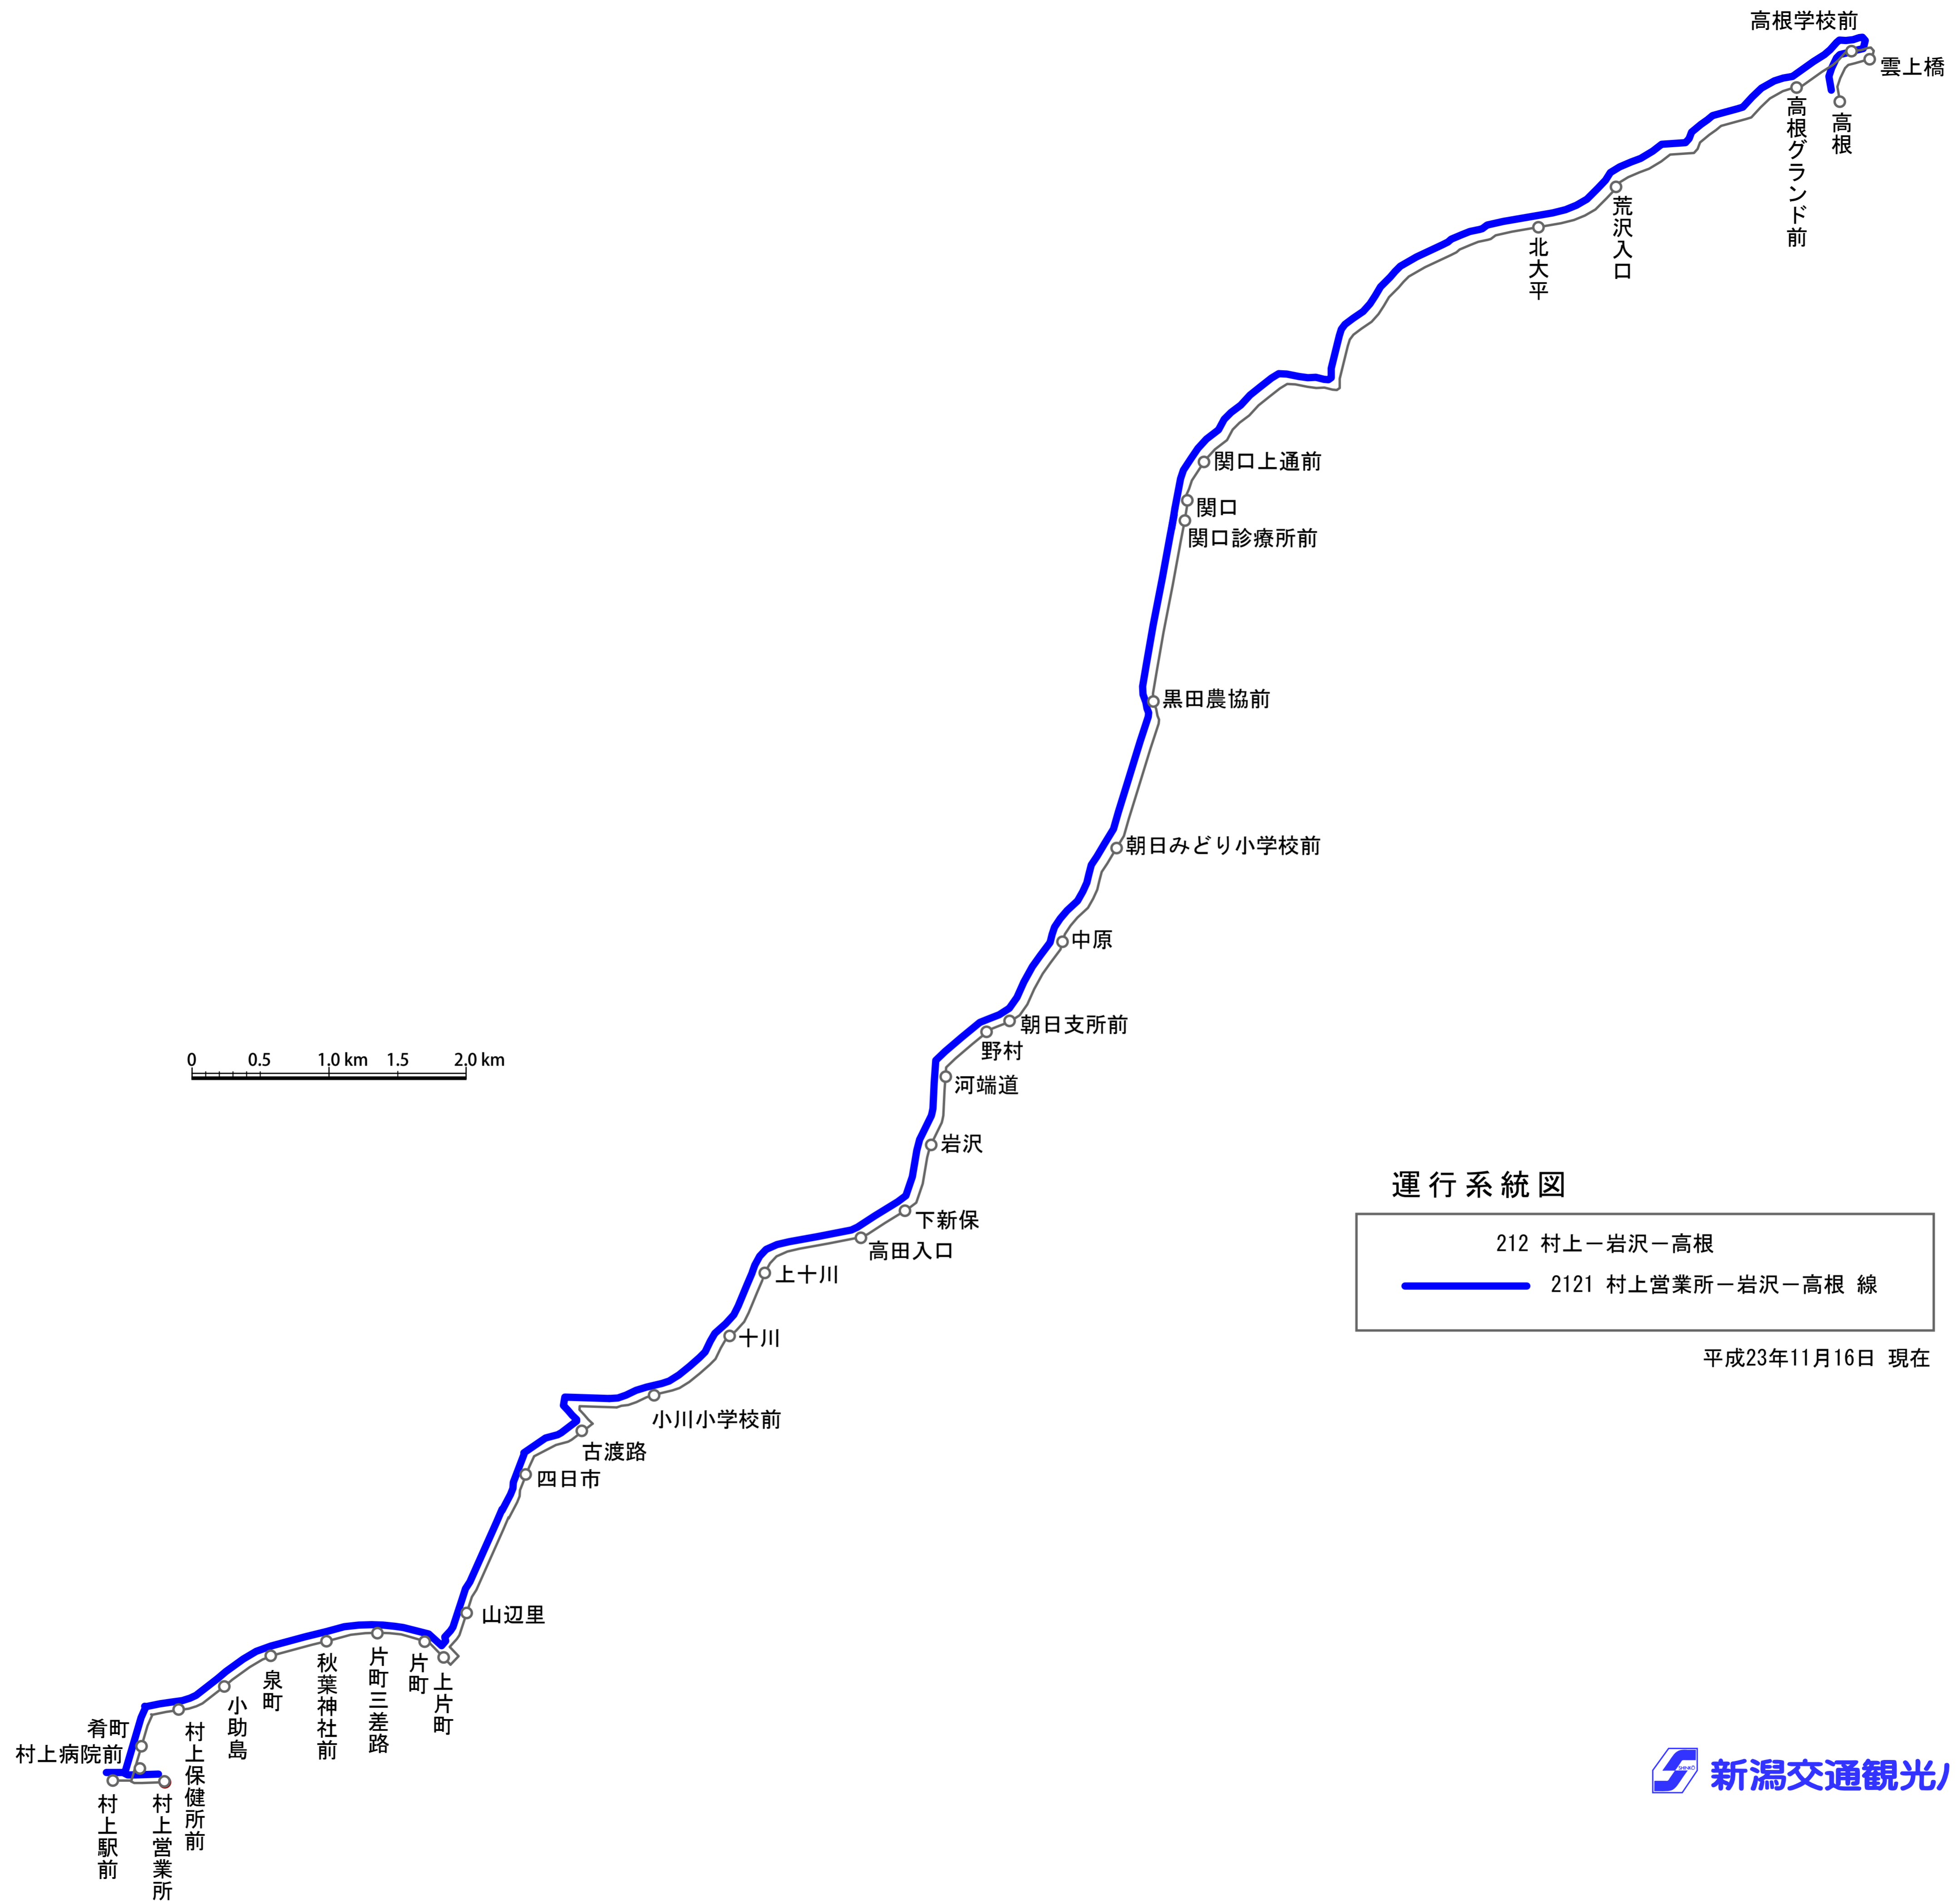 高根学校前
雲上橋
高根
高根グランド前
荒沢入口
北大平
関口上通前
関口
関口診療所前
黒田農協前
朝日みどり小学校前
中原
朝日支所前
野村
河端道
岩沢
下新保
高田入口
上十川
十川
小川小学校前
古渡路
四日市
山辺里
上片町
片町
片町三差路
秋葉神社前
泉町
小助島
村上保健所前
肴町
村上病院前
村上駅前
村上営業所
0 0.5 1.0 km 1.5 2.0 km
運行系統図
212 村上－岩沢－高根
2121 村上営業所－岩沢－高根 線
平成23年11月16日 現在
新潟交通観光